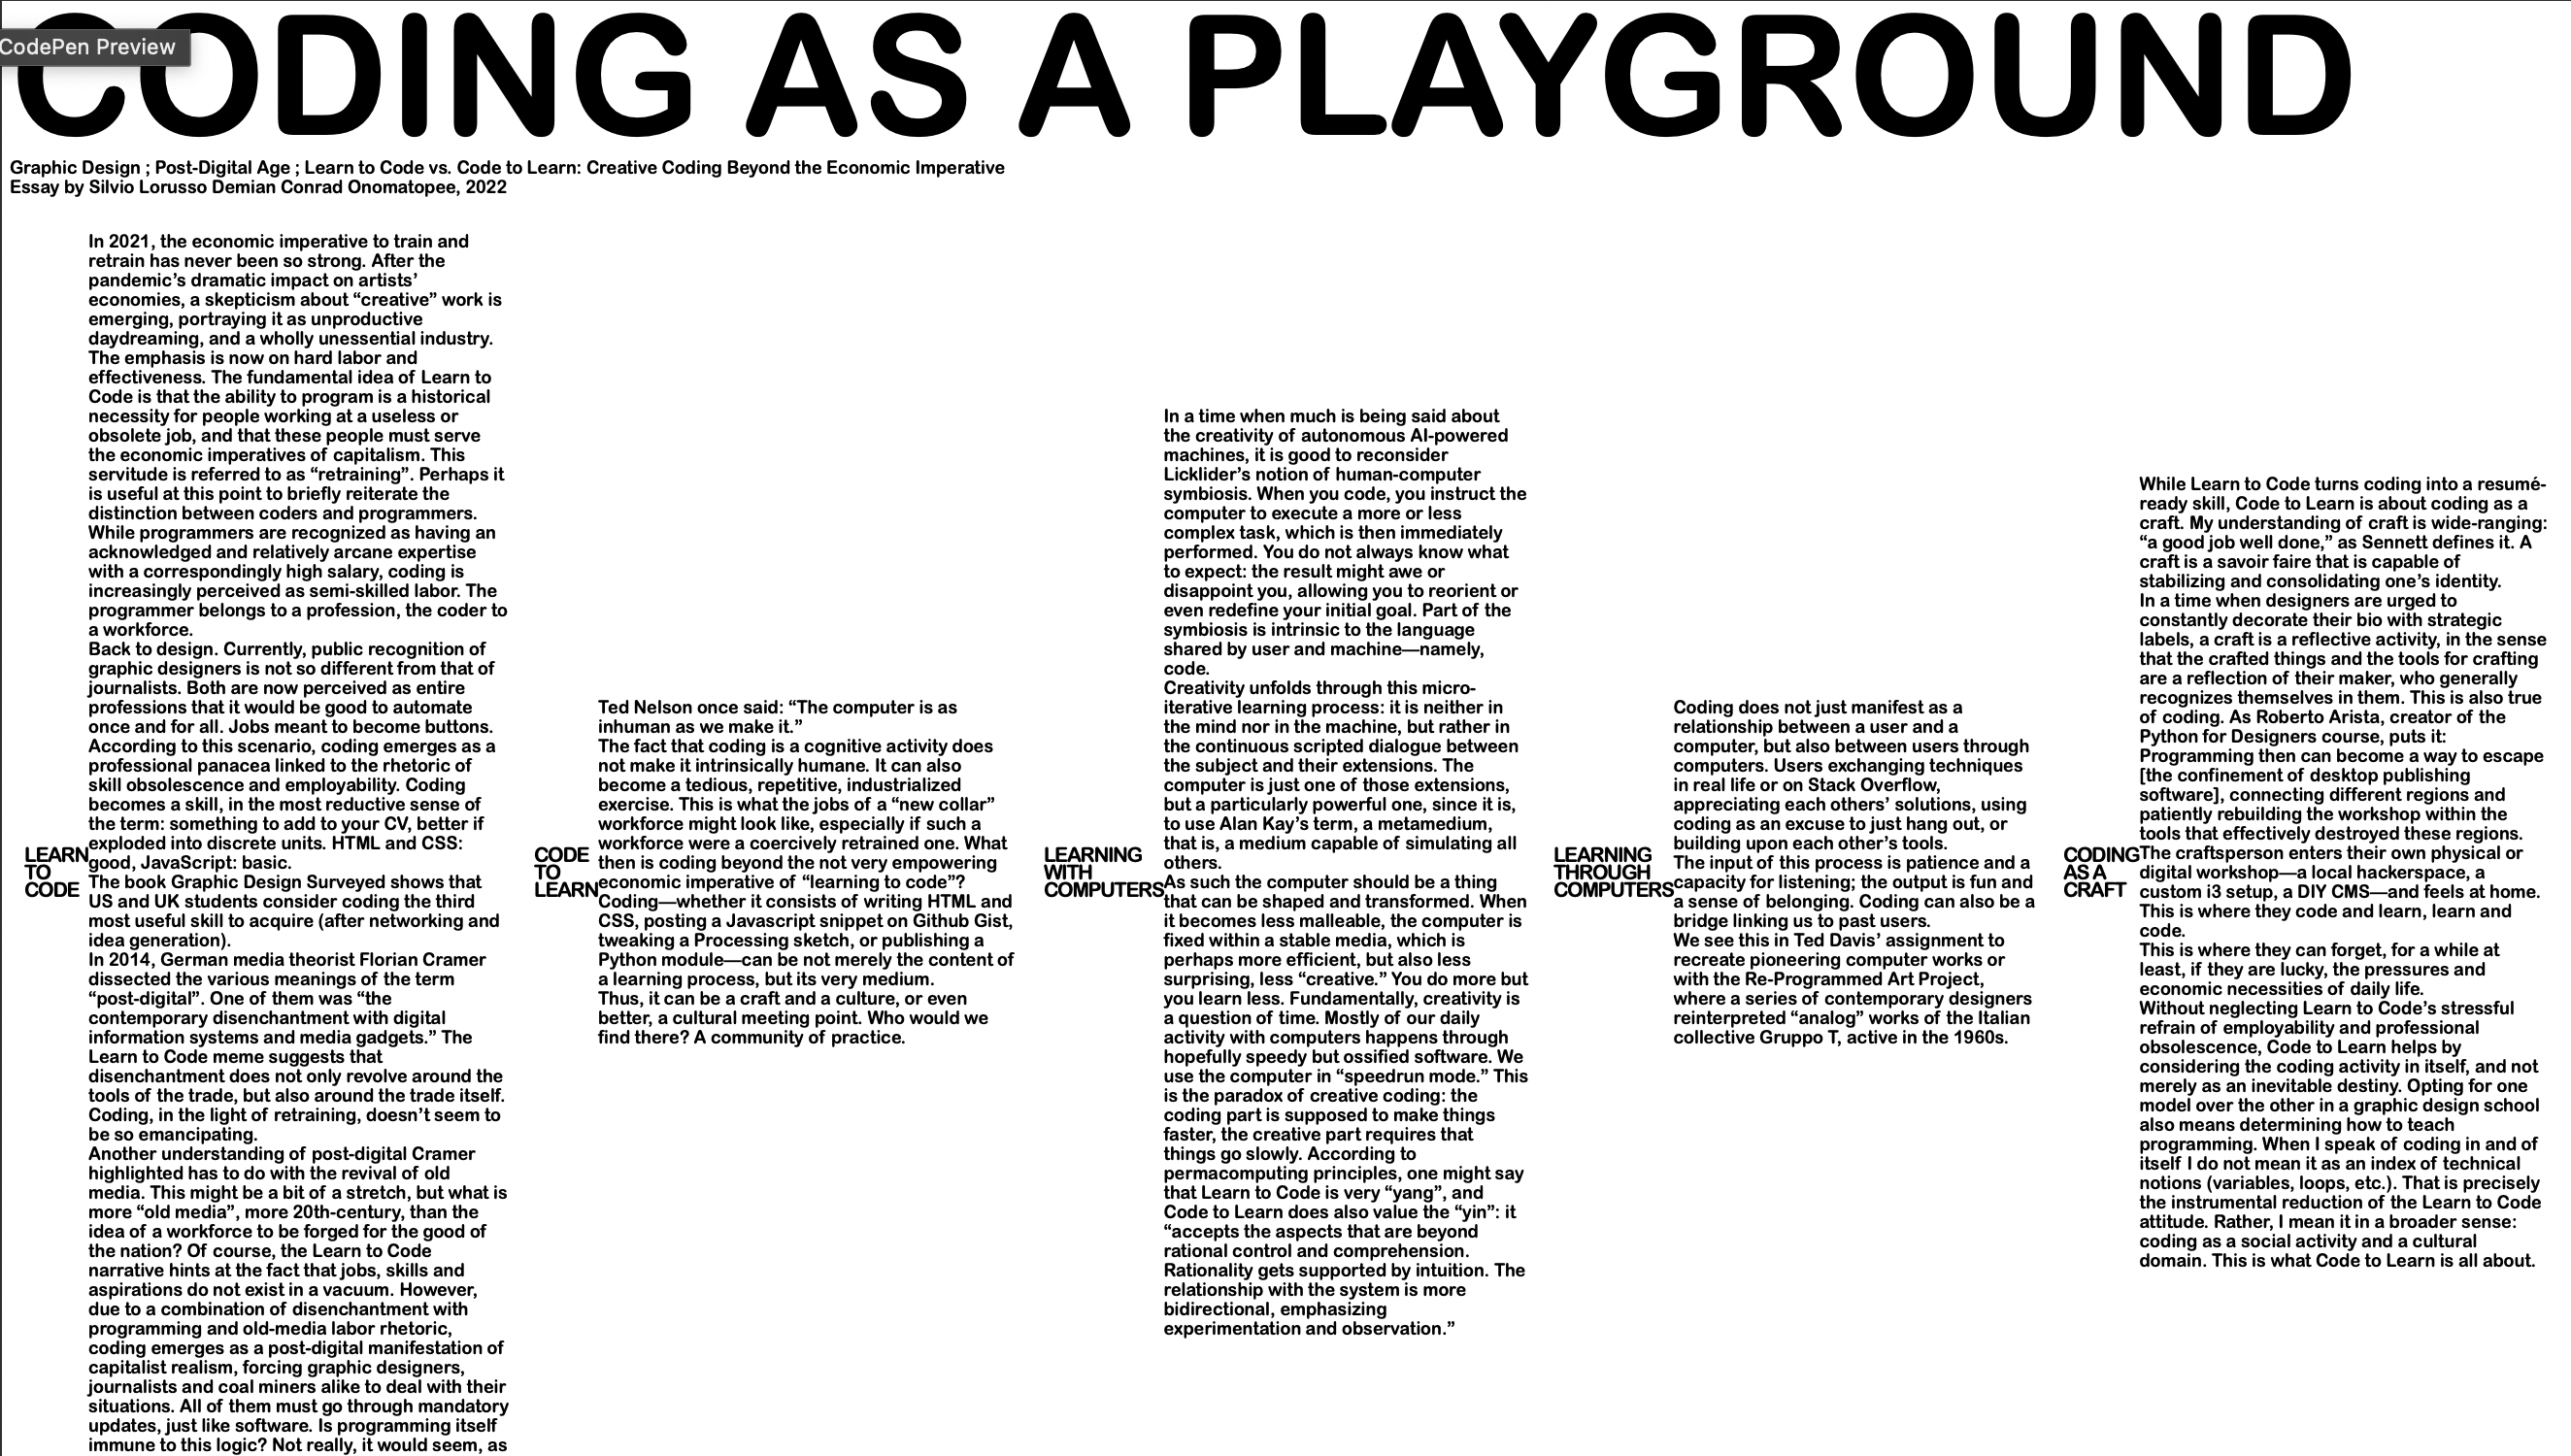 CODING AS A PLAYGROUND
CodePen Preview
Graphic Design ; Post-Digital Age ; Learn to Code vs. Code to Learn: Creative Coding Beyond the Economic Imperative
Essay by Silvio Lorusso Demian Conrad Onomatopee, 2022
LEARN
TO
CODE
In 2021, the economic imperative to train and
retrain has never been so strong. After the
pandemic’s dramatic impact on artists’
economies, a skepticism about “creative” work is
emerging, portraying it as unproductive
daydreaming, and a wholly unessential industry.
The emphasis is now on hard labor and
effectiveness. The fundamental idea of Learn to
Code is that the ability to program is a historical
necessity for people working at a useless or
obsolete job, and that these people must serve
the economic imperatives of capitalism. This
servitude is referred to as “retraining”. Perhaps it
is useful at this point to briefly reiterate the
distinction between coders and programmers.
While programmers are recognized as having an
acknowledged and relatively arcane expertise
with a correspondingly high salary, coding is
increasingly perceived as semi-skilled labor. The
programmer belongs to a profession, the coder to
a workforce.
Back to design. Currently, public recognition of
graphic designers is not so different from that of
journalists. Both are now perceived as entire
professions that it would be good to automate
once and for all. Jobs meant to become buttons.
According to this scenario, coding emerges as a
professional panacea linked to the rhetoric of
skill obsolescence and employability. Coding
becomes a skill, in the most reductive sense of
the term: something to add to your CV, better if
exploded into discrete units. HTML and CSS:
good, JavaScript: basic.
The book Graphic Design Surveyed shows that
US and UK students consider coding the third
most useful skill to acquire (after networking and
idea generation).
In 2014, German media theorist Florian Cramer
dissected the various meanings of the term
“post-digital”. One of them was “the
contemporary disenchantment with digital
information systems and media gadgets.” The
Learn to Code meme suggests that
disenchantment does not only revolve around the
tools of the trade, but also around the trade itself.
Coding, in the light of retraining, doesn’t seem to
be so emancipating.
Another understanding of post-digital Cramer
highlighted has to do with the revival of old
media. This might be a bit of a stretch, but what is
more “old media”, more 20th-century, than the
idea of a workforce to be forged for the good of
the nation? Of course, the Learn to Code
narrative hints at the fact that jobs, skills and
aspirations do not exist in a vacuum. However,
due to a combination of disenchantment with
programming and old-media labor rhetoric,
coding emerges as a post-digital manifestation of
capitalist realism, forcing graphic designers,
journalists and coal miners alike to deal with their
situations. All of them must go through mandatory
updates, just like software. Is programming itself
immune to this logic? Not really, it would seem, as
CODE
TO
LEARN
Ted Nelson once said: “The computer is as
inhuman as we make it.”
The fact that coding is a cognitive activity does
not make it intrinsically humane. It can also
become a tedious, repetitive, industrialized
exercise. This is what the jobs of a “new collar”
workforce might look like, especially if such a
workforce were a coercively retrained one. What
then is coding beyond the not very empowering
economic imperative of “learning to code”?
Coding—whether it consists of writing HTML and
CSS, posting a Javascript snippet on Github Gist,
tweaking a Processing sketch, or publishing a
Python module—can be not merely the content of
a learning process, but its very medium.
Thus, it can be a craft and a culture, or even
better, a cultural meeting point. Who would we
find there? A community of practice.
LEARNING
WITH
COMPUTERS
In a time when much is being said about
the creativity of autonomous AI-powered
machines, it is good to reconsider
Licklider’s notion of human-computer
symbiosis. When you code, you instruct the
computer to execute a more or less
complex task, which is then immediately
performed. You do not always know what
to expect: the result might awe or
disappoint you, allowing you to reorient or
even redefine your initial goal. Part of the
symbiosis is intrinsic to the language
shared by user and machine—namely,
code.
Creativity unfolds through this micro-
iterative learning process: it is neither in
the mind nor in the machine, but rather in
the continuous scripted dialogue between
the subject and their extensions. The
computer is just one of those extensions,
but a particularly powerful one, since it is,
to use Alan Kay’s term, a metamedium,
that is, a medium capable of simulating all
others.
As such the computer should be a thing
that can be shaped and transformed. When
it becomes less malleable, the computer is
fixed within a stable media, which is
perhaps more efficient, but also less
surprising, less “creative.” You do more but
you learn less. Fundamentally, creativity is
a question of time. Mostly of our daily
activity with computers happens through
hopefully speedy but ossified software. We
use the computer in “speedrun mode.” This
is the paradox of creative coding: the
coding part is supposed to make things
faster, the creative part requires that
things go slowly. According to
permacomputing principles, one might say
that Learn to Code is very “yang”, and
Code to Learn does also value the “yin”: it
“accepts the aspects that are beyond
rational control and comprehension.
Rationality gets supported by intuition. The
relationship with the system is more
bidirectional, emphasizing
experimentation and observation.”
LEARNING
THROUGH
COMPUTERS
Coding does not just manifest as a
relationship between a user and a
computer, but also between users through
computers. Users exchanging techniques
in real life or on Stack Overflow,
appreciating each others’ solutions, using
coding as an excuse to just hang out, or
building upon each other’s tools.
The input of this process is patience and a
capacity for listening; the output is fun and
a sense of belonging. Coding can also be a
bridge linking us to past users.
We see this in Ted Davis’ assignment to
recreate pioneering computer works or
with the Re-Programmed Art Project,
where a series of contemporary designers
reinterpreted “analog” works of the Italian
collective Gruppo T, active in the 1960s.
CODING
AS A
CRAFT
While Learn to Code turns coding into a resumé-
ready skill, Code to Learn is about coding as a
craft. My understanding of craft is wide-ranging:
“a good job well done,” as Sennett defines it. A
craft is a savoir faire that is capable of
stabilizing and consolidating one’s identity.
In a time when designers are urged to
constantly decorate their bio with strategic
labels, a craft is a reflective activity, in the sense
that the crafted things and the tools for crafting
are a reflection of their maker, who generally
recognizes themselves in them. This is also true
of coding. As Roberto Arista, creator of the
Python for Designers course, puts it:
Programming then can become a way to escape
[the confinement of desktop publishing
software], connecting different regions and
patiently rebuilding the workshop within the
tools that effectively destroyed these regions.
The craftsperson enters their own physical or
digital workshop—a local hackerspace, a
custom i3 setup, a DIY CMS—and feels at home.
This is where they code and learn, learn and
code.
This is where they can forget, for a while at
least, if they are lucky, the pressures and
economic necessities of daily life.
Without neglecting Learn to Code’s stressful
refrain of employability and professional
obsolescence, Code to Learn helps by
considering the coding activity in itself, and not
merely as an inevitable destiny. Opting for one
model over the other in a graphic design school
also means determining how to teach
programming. When I speak of coding in and of
itself I do not mean it as an index of technical
notions (variables, loops, etc.). That is precisely
the instrumental reduction of the Learn to Code
attitude. Rather, I mean it in a broader sense:
coding as a social activity and a cultural
domain. This is what Code to Learn is all about.